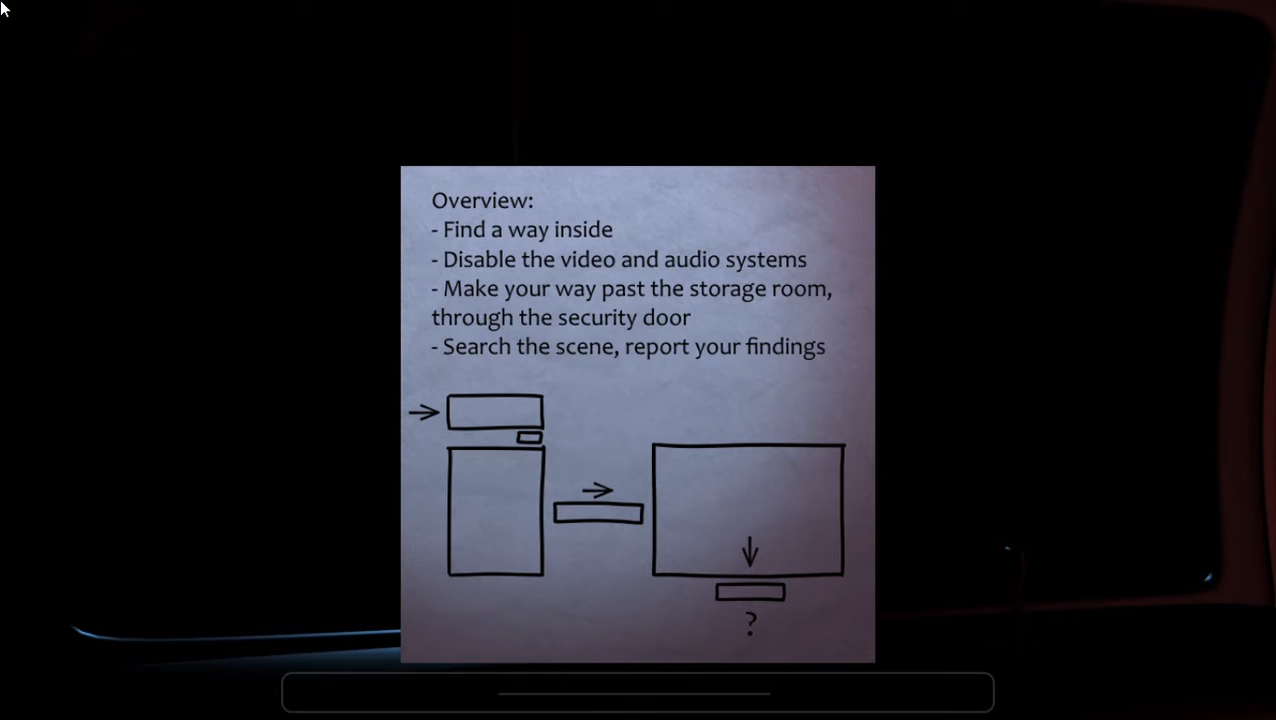 Overview:
- Find a way inside
- Disable the video and audio systems
- Make your way past the storage room,
through the security door
- Search the scene, report your findings
?